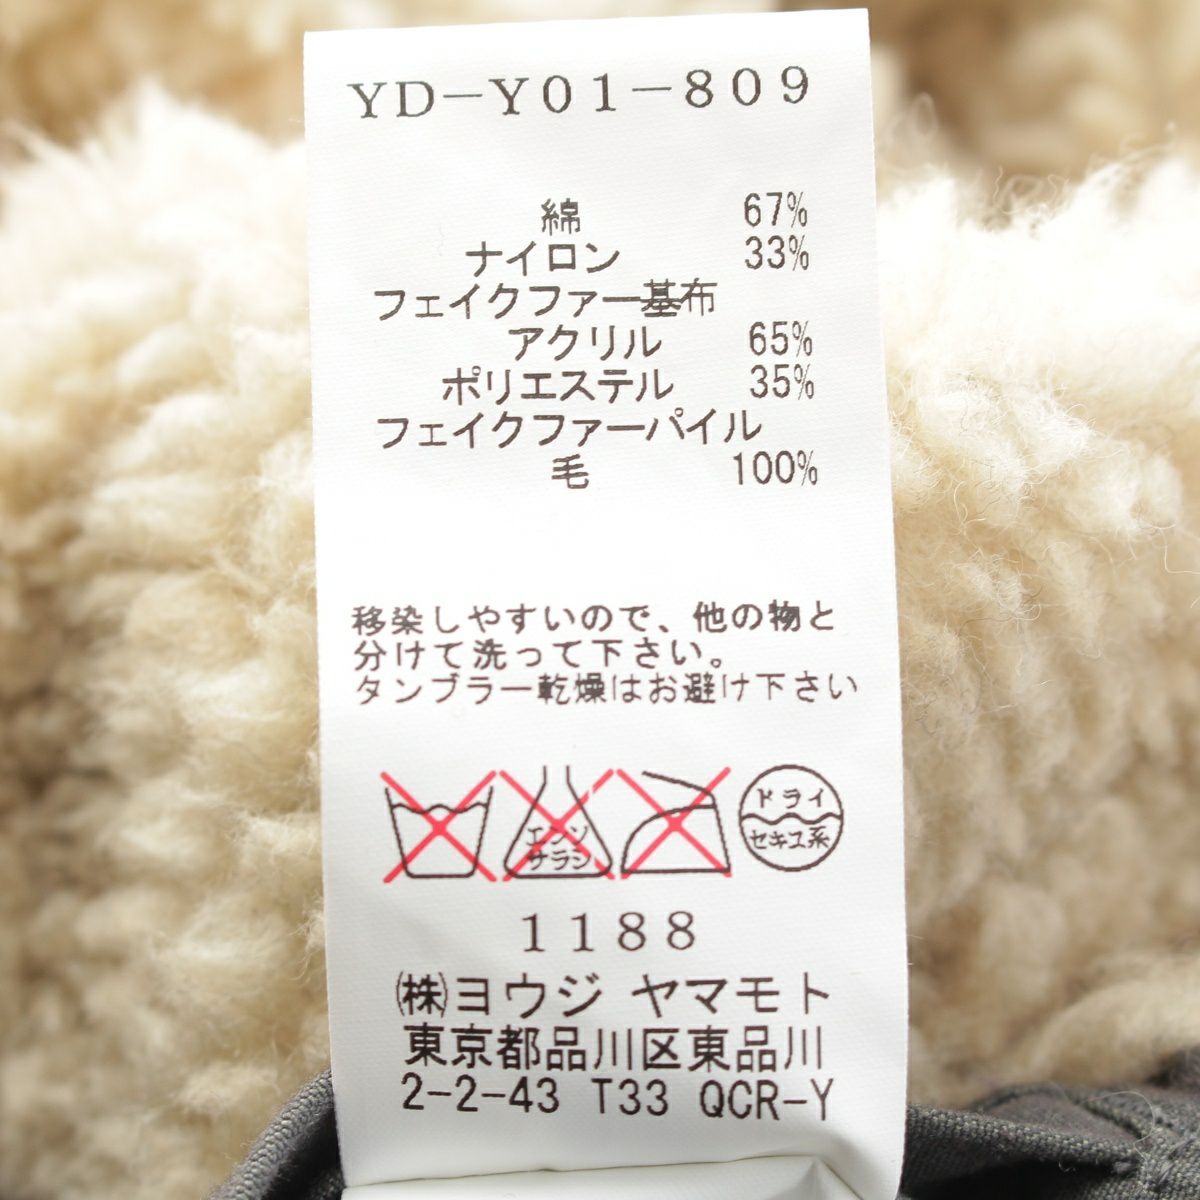 YD-Y01-809
綿 67%
ナイロン 33%
フェイクファー基布
アクリル 65%
ポリエステル 35%
フェイクファーパイル
毛 100%
移染しやすいので、他の物と
分けて洗って下さい。
タンブラー乾燥はお避け下さい
エンソ
サラシ
ドライ
セキユ系
1188
㈱ヨウジ ヤマモト
東京都品川区東品川
2-2-43 T33 QCR-Y